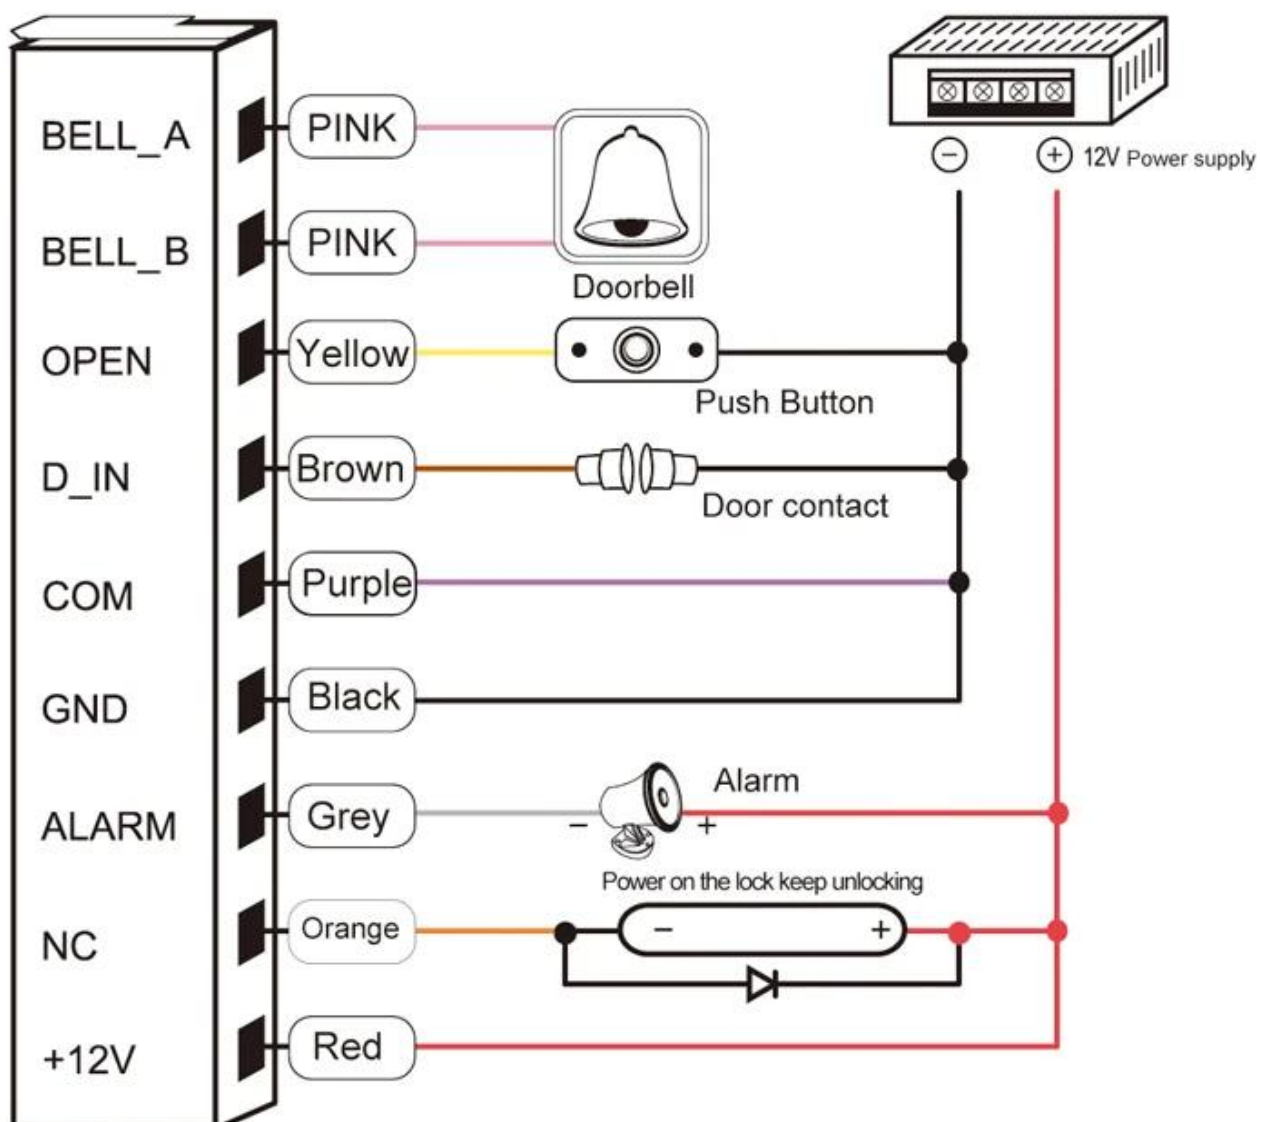 BELL_A
PINK
⊖ ⊕ 12V Power supply
BELL_B
PINK
Doorbell
OPEN
Yellow
Push Button
D_IN
Brown
Door contact
COM
Purple
GND
Black
ALARM
Grey
− +
Alarm
Power on the lock keep unlocking
NC
Orange
− +
+12V
Red